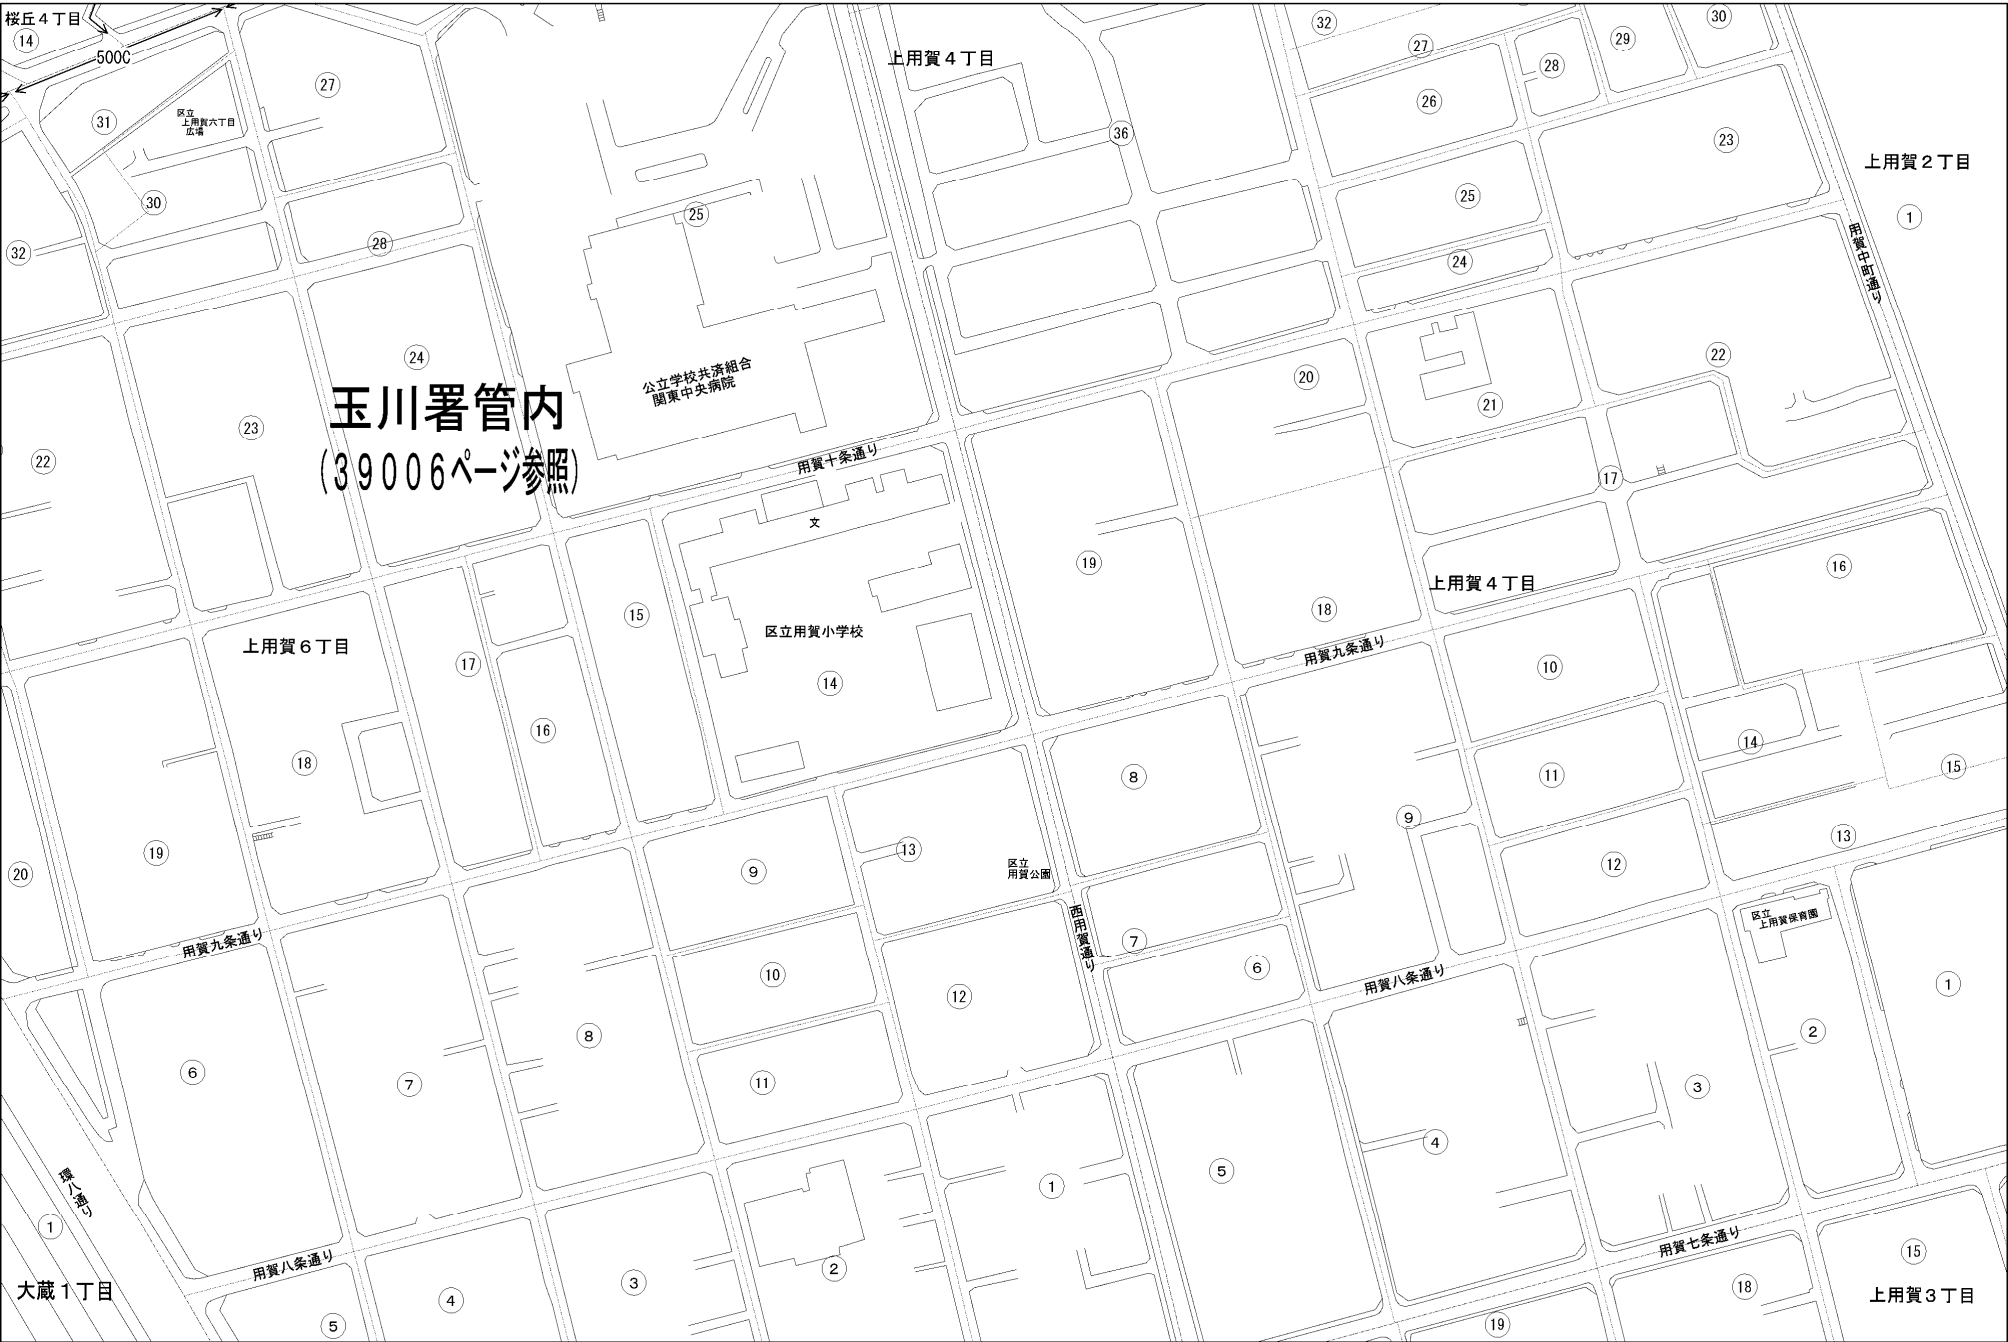 桜丘４丁目
14
500C
27
31
区立
上用賀六丁目
広場
30
32
28
上用賀４丁目
36
25
32
27
28
29
30
26
23
25
上用賀２丁目
1
用賀中町通り
24
24
玉川署管内
(３９００６ページ参照)
公立学校共済組合
関東中央病院
20
21
22
22
23
用賀十条通り
文
17
15
区立用賀小学校
14
19
18
上用賀４丁目
16
用賀九条通り
10
上用賀６丁目
17
16
18
19
20
8
11
14
15
9
13
区立
用賀公園
9
12
13
用賀九条通り
西用賀通り
7
6
用賀八条通り
区立
上用賀保育園
10
12
1
2
6
7
8
11
3
4
5
1
環八通り
1
大蔵１丁目
用賀八条通り
5
4
3
2
用賀七条通り
15
18
19
上用賀３丁目